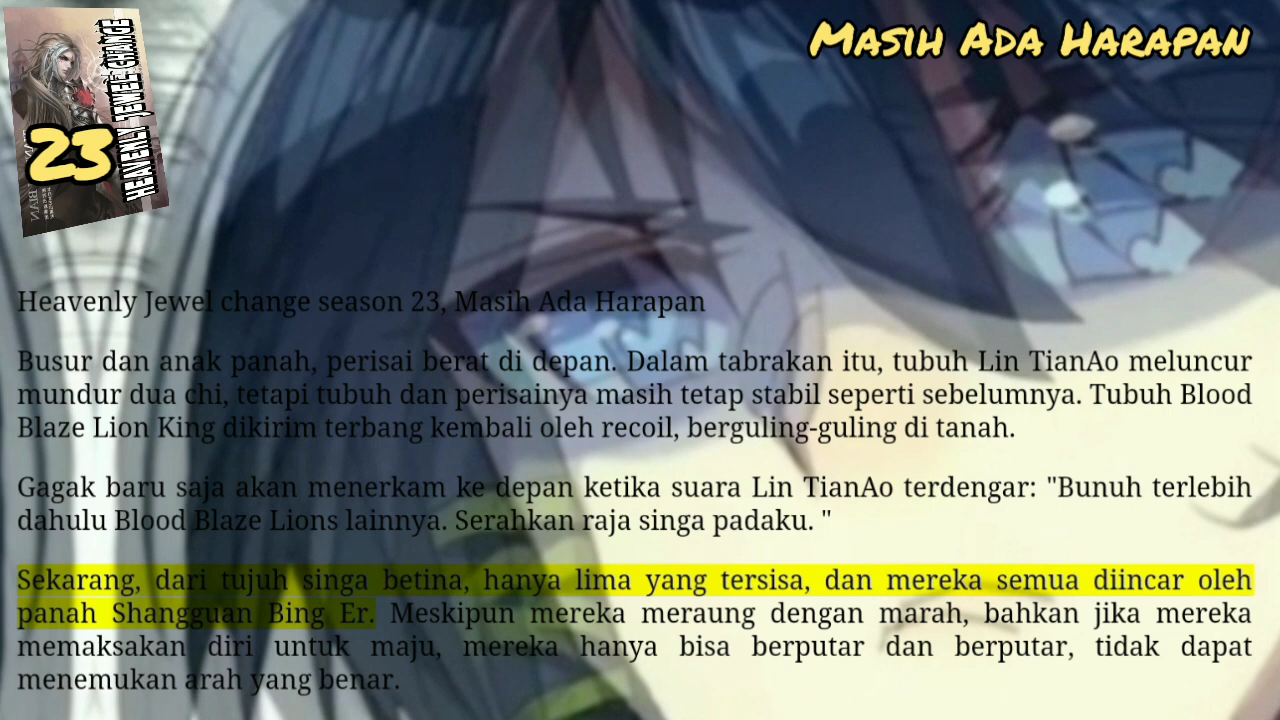 Masih Ada Harapan
HEAVENLY JEWEL CHANGE
23
Heavenly Jewel change season 23, Masih Ada Harapan
Busur dan anak panah, perisai berat di depan. Dalam tabrakan itu, tubuh Lin TianAo meluncur
mundur dua chi, tetapi tubuh dan perisainya masih tetap stabil seperti sebelumnya. Tubuh Blood
Blaze Lion King dikirim terbang kembali oleh recoil, berguling-guling di tanah.
Gagak baru saja akan menerkam ke depan ketika suara Lin TianAo terdengar: "Bunuh terlebih
dahulu Blood Blaze Lions lainnya. Serahkan raja singa padaku. "
Sekarang, dari tujuh singa betina, hanya lima yang tersisa, dan mereka semua diincar oleh
panah Shangguan Bing Er. Meskipun mereka meraung dengan marah, bahkan jika mereka
memaksakan diri untuk maju, mereka hanya bisa berputar dan berputar, tidak dapat
menemukan arah yang benar.